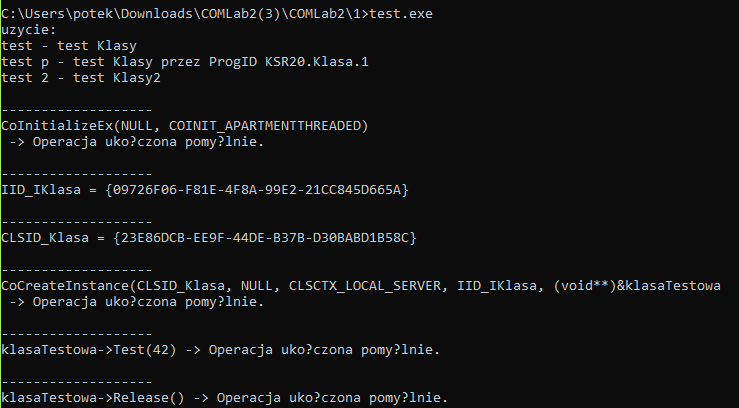 C:\Users\potek\Downloads\COMLab2(3)\COMLab2\1>test.exe
uzycie:
test - test Klasy
test p - test Klasy przez ProgID KSR20.Klasa.1
test 2 - test Klasy2
-------------------
CoInitializeEx(NULL, COINIT_APARTMENTTHREADED)
-> Operacja uko?czona pomy?lnie.
-------------------
IID_IKlasa = {09726F06-F81E-4F8A-99E2-21CC845D665A}
-------------------
CLSID_Klasa = {23E86DCB-EE9F-44DE-B37B-D30BABD1B58C}
-------------------
CoCreateInstance(CLSID_Klasa, NULL, CLSCTX_LOCAL_SERVER, IID_IKlasa, (void**)&klasaTestowa
-> Operacja uko?czona pomy?lnie.
-------------------
klasaTestowa->Test(42) -> Operacja uko?czona pomy?lnie.
-------------------
klasaTestowa->Release() -> Operacja uko?czona pomy?lnie.